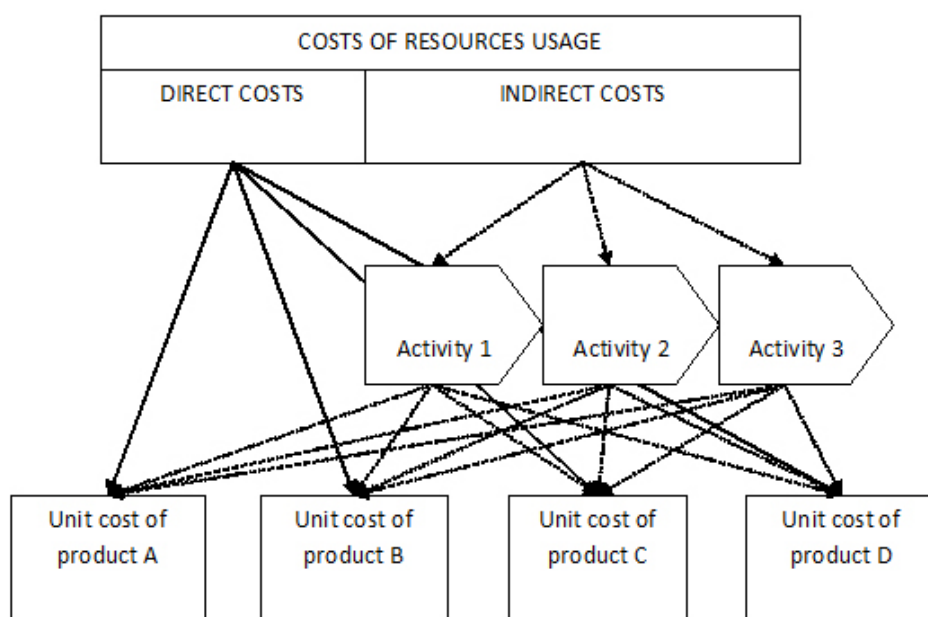 COSTS OF RESOURCES USAGE
DIRECT COSTS
INDIRECT COSTS
Activity 1
Activity 2
Activity 3
Unit cost of
product A
Unit cost of
product B
Unit cost of
product C
Unit cost of
product D